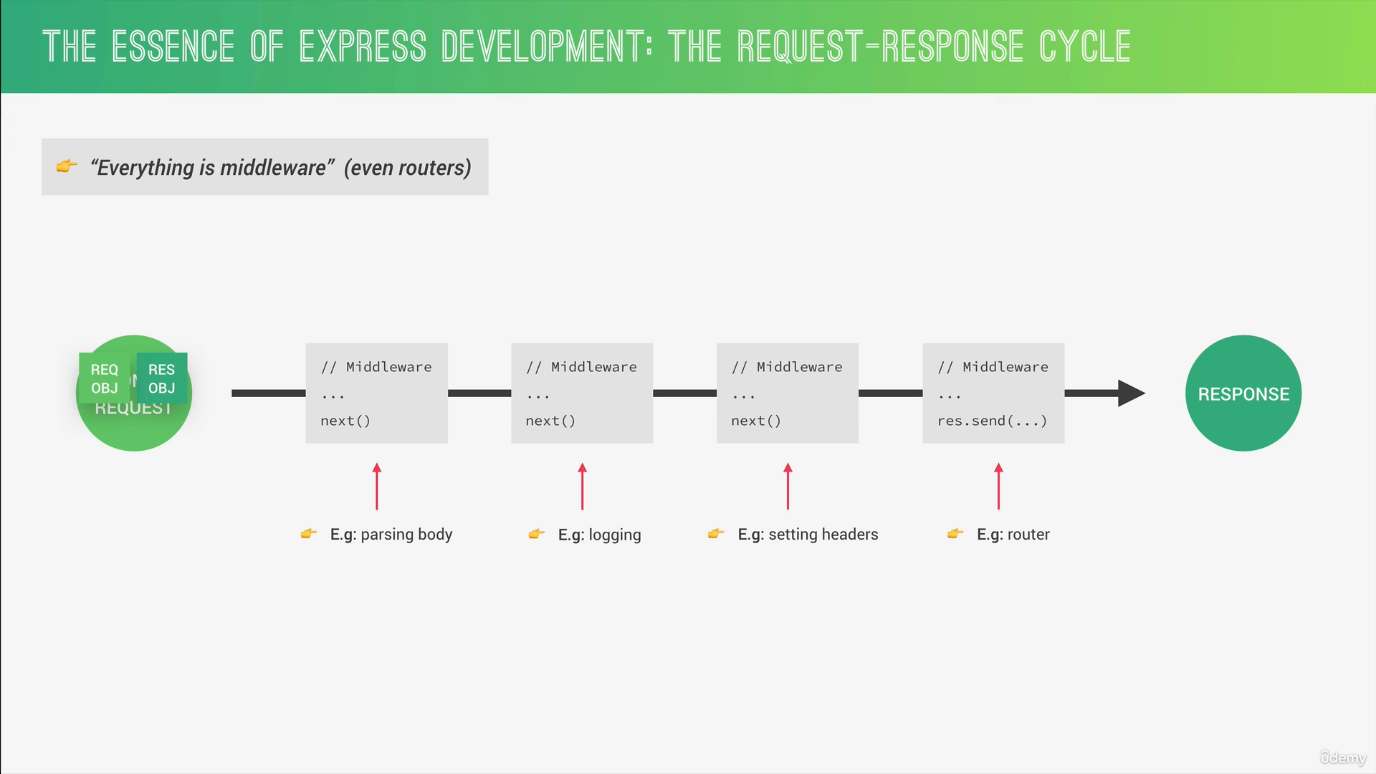 THE ESSENCE OF EXPRESS DEVELOPMENT: THE REQUEST-RESPONSE CYCLE
👉 “Everything is middleware” (even routers)
REQ OBJ
RES OBJ
REQUEST
// Middleware
...
next()
// Middleware
...
next()
// Middleware
...
next()
// Middleware
...
res.send(...)
RESPONSE
👉 E.g: parsing body
👉 E.g: logging
👉 E.g: setting headers
👉 E.g: router
ûdemy